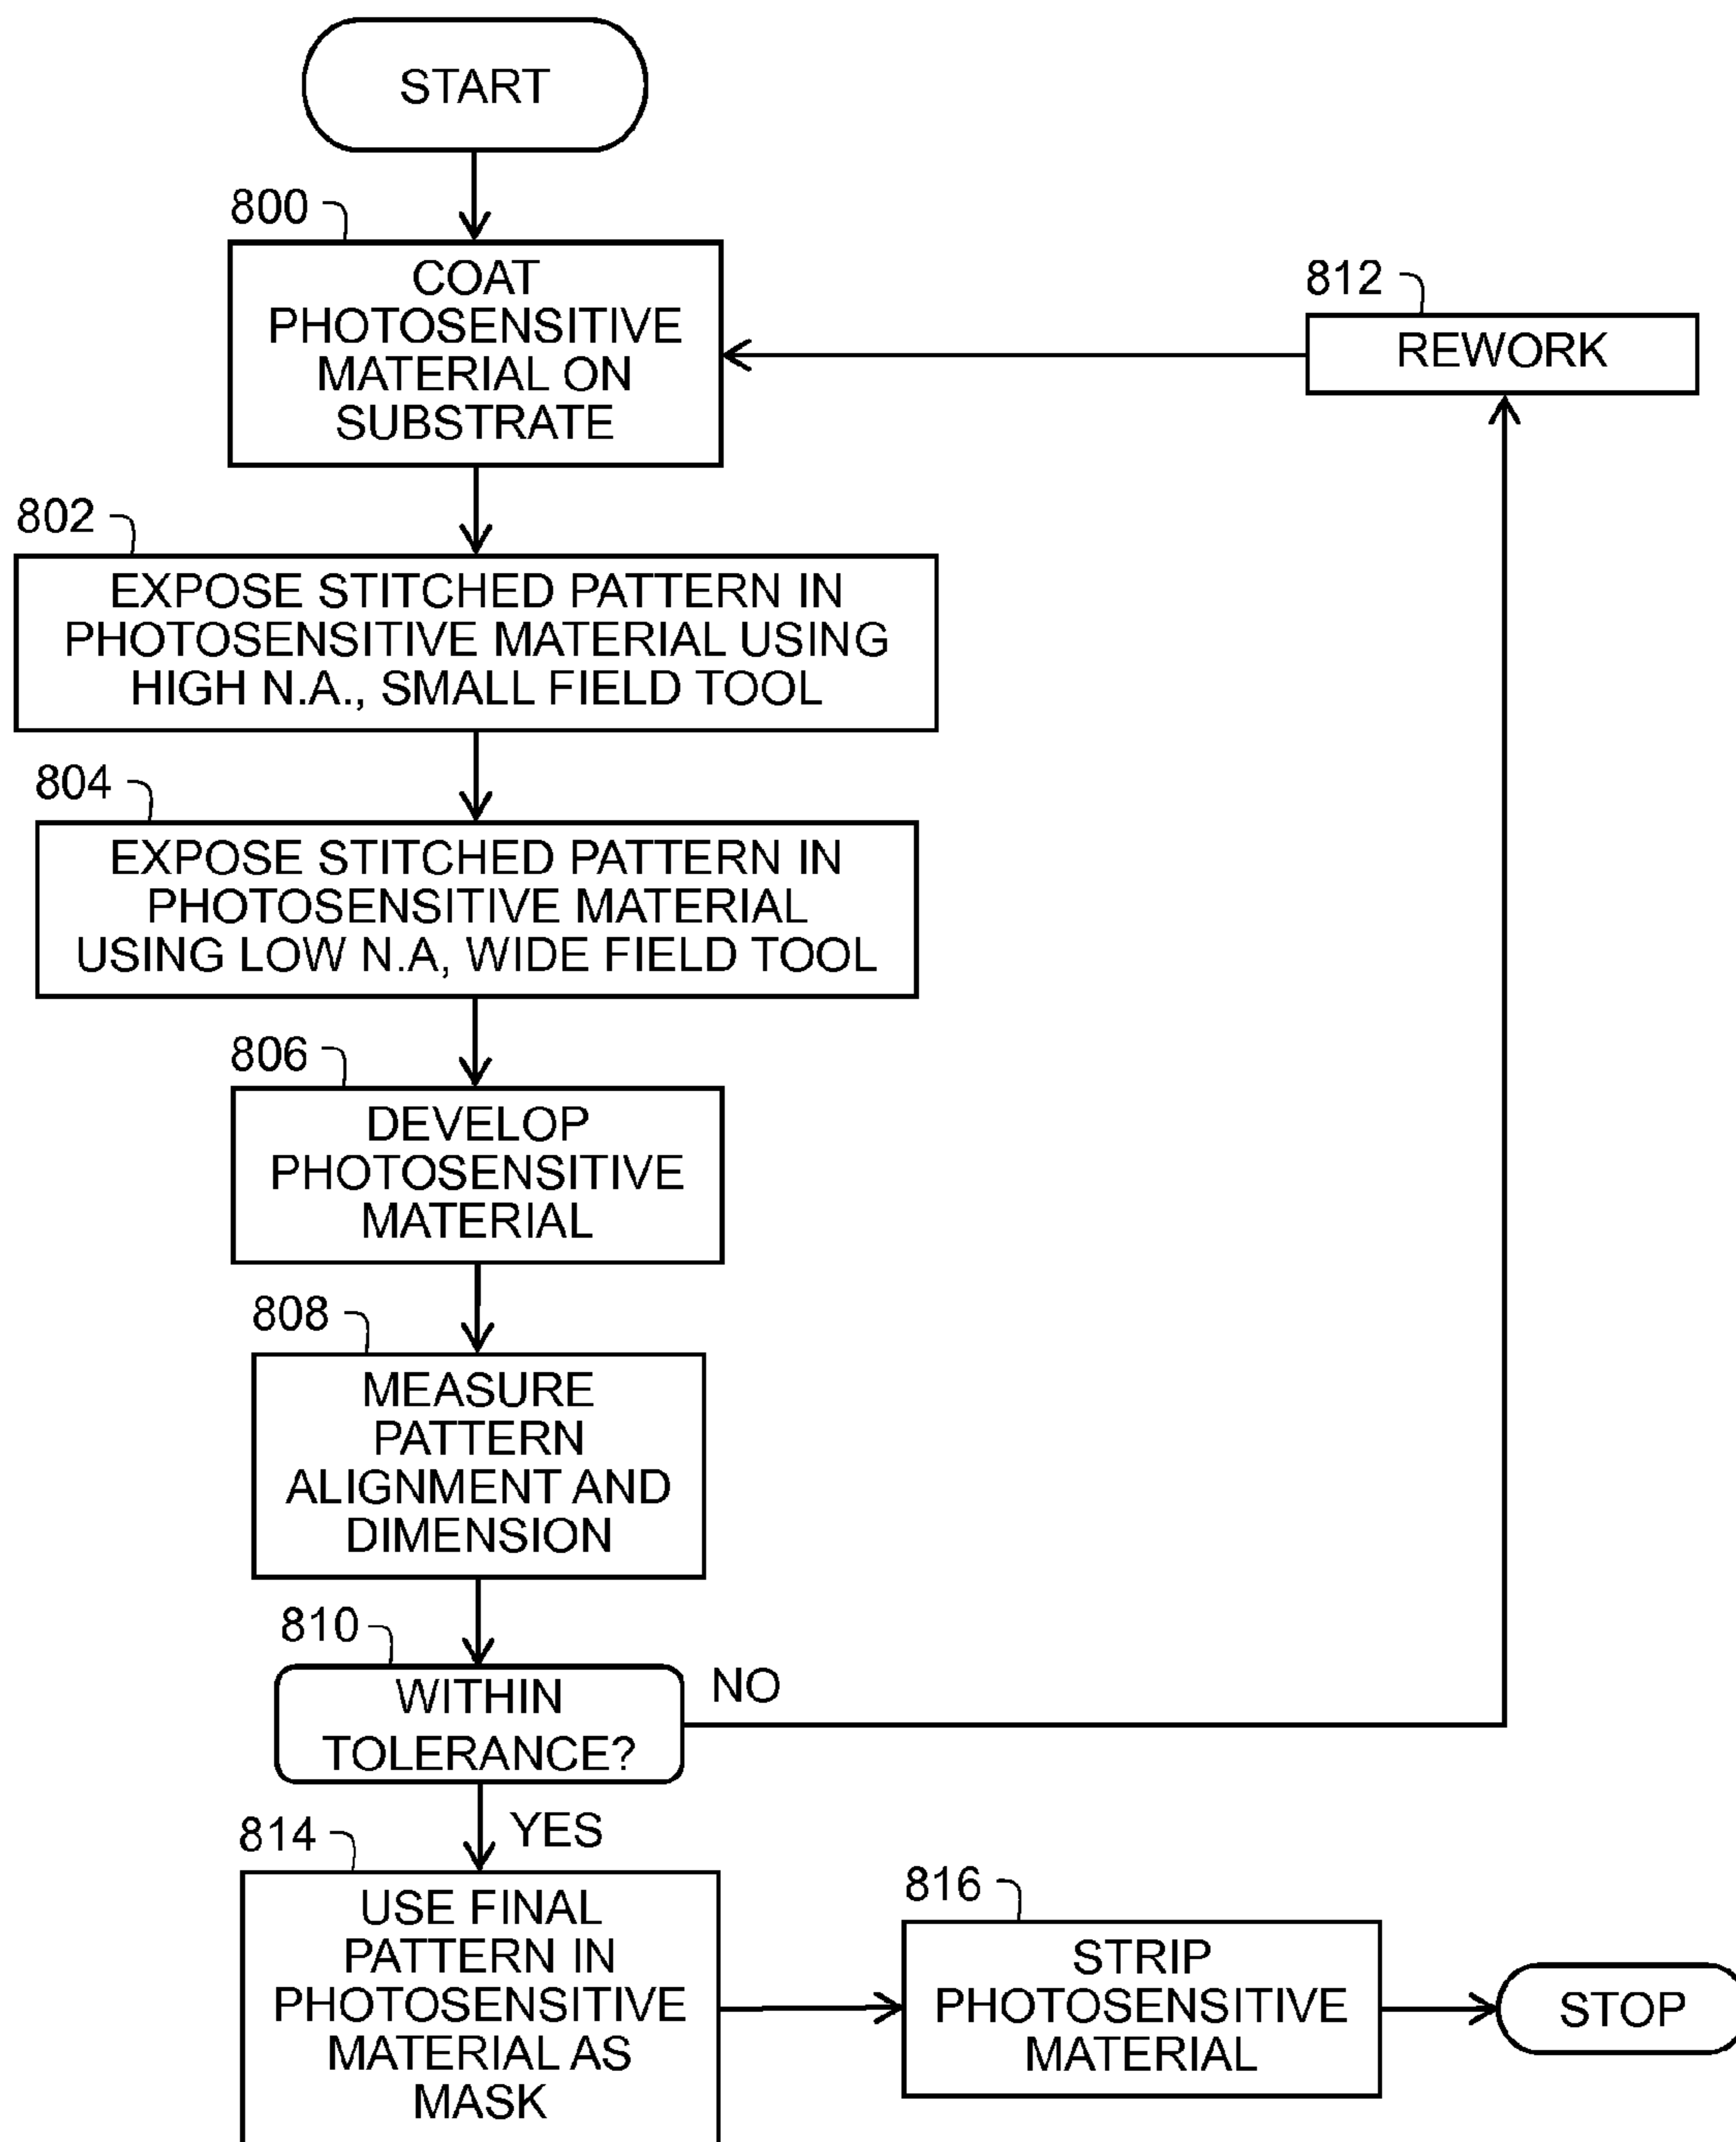 START
800
COAT
PHOTOSENSITIVE
MATERIAL ON
SUBSTRATE
812
REWORK
802
EXPOSE STITCHED PATTERN IN
PHOTOSENSITIVE MATERIAL USING
HIGH N.A., SMALL FIELD TOOL
804
EXPOSE STITCHED PATTERN IN
PHOTOSENSITIVE MATERIAL
USING LOW N.A, WIDE FIELD TOOL
806
DEVELOP
PHOTOSENSITIVE
MATERIAL
808
MEASURE
PATTERN
ALIGNMENT AND
DIMENSION
810
WITHIN
TOLERANCE?
NO
YES
814
USE FINAL
PATTERN IN
PHOTOSENSITIVE
MATERIAL AS
MASK
816
STRIP
PHOTOSENSITIVE
MATERIAL
STOP